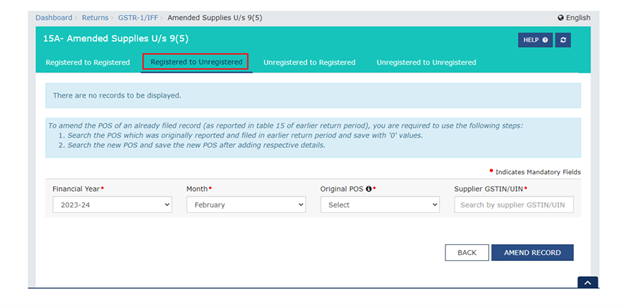 Dashboard › Returns › GSTR-1/IFF › Amended Supplies U/s 9(5) English
15A- Amended Supplies U/s 9(5) HELP
Registered to Registered Registered to Unregistered Unregistered to Registered Unregistered to Unregistered
There are no records to be displayed.
To amend the POS of an already filed record (as reported in table 15 of earlier return period), you are required to use the following steps:
1. Search the POS which was originally reported and filed in earlier return period and save with '0' values.
2. Search the new POS and save the new POS after adding respective details.
• Indicates Mandatory Fields
Financial Year• Month• Original POS • Supplier GSTIN/UIN•
2023-24 February Select Search by supplier GSTIN/UIN
BACK AMEND RECORD